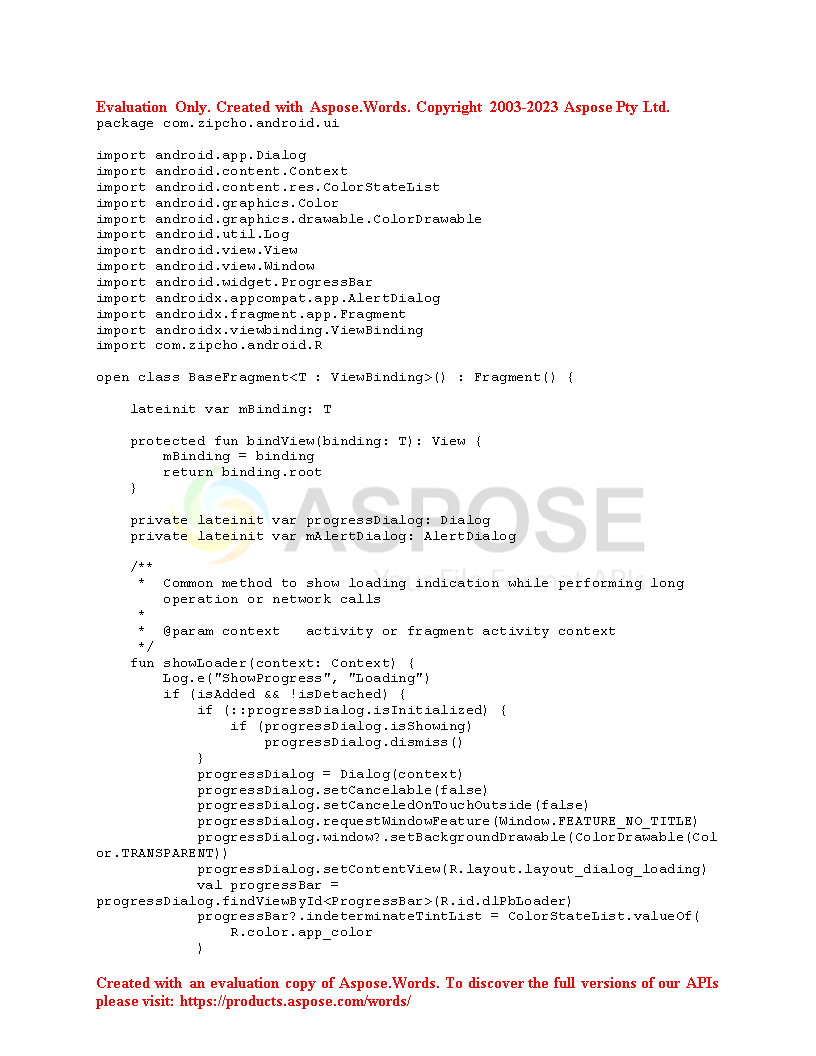 Evaluation Only. Created with Aspose.Words. Copyright 2003-2023 Aspose Pty Ltd.
package com.zipcho.android.ui

import android.app.Dialog
import android.content.Context
import android.content.res.ColorStateList
import android.graphics.Color
import android.graphics.drawable.ColorDrawable
import android.util.Log
import android.view.View
import android.view.Window
import android.widget.ProgressBar
import androidx.appcompat.app.AlertDialog
import androidx.fragment.app.Fragment
import androidx.viewbinding.ViewBinding
import com.zipcho.android.R

open class BaseFragment<T : ViewBinding>() : Fragment() {

    lateinit var mBinding: T

    protected fun bindView(binding: T): View {
        mBinding = binding
        return binding.root
    }

ASPOSE
    private lateinit var progressDialog: Dialog
    private lateinit var mAlertDialog: AlertDialog

    /**
Your File Format APIs
     *  Common method to show loading indication while performing long
        operation or network calls
     *
     *  @param context   activity or fragment activity context
     */
    fun showLoader(context: Context) {
        Log.e("ShowProgress", "Loading")
        if (isAdded && !isDetached) {
            if (::progressDialog.isInitialized) {
                if (progressDialog.isShowing)
                    progressDialog.dismiss()
            }
            progressDialog = Dialog(context)
            progressDialog.setCancelable(false)
            progressDialog.setCanceledOnTouchOutside(false)
            progressDialog.requestWindowFeature(Window.FEATURE_NO_TITLE)
            progressDialog.window?.setBackgroundDrawable(ColorDrawable(Col
or.TRANSPARENT))
            progressDialog.setContentView(R.layout.layout_dialog_loading)
            val progressBar =
progressDialog.findViewById<ProgressBar>(R.id.dlPbLoader)
            progressBar?.indeterminateTintList = ColorStateList.valueOf(
                R.color.app_color
            )

Created with an evaluation copy of Aspose.Words. To discover the full versions of our APIs
please visit: https://products.aspose.com/words/